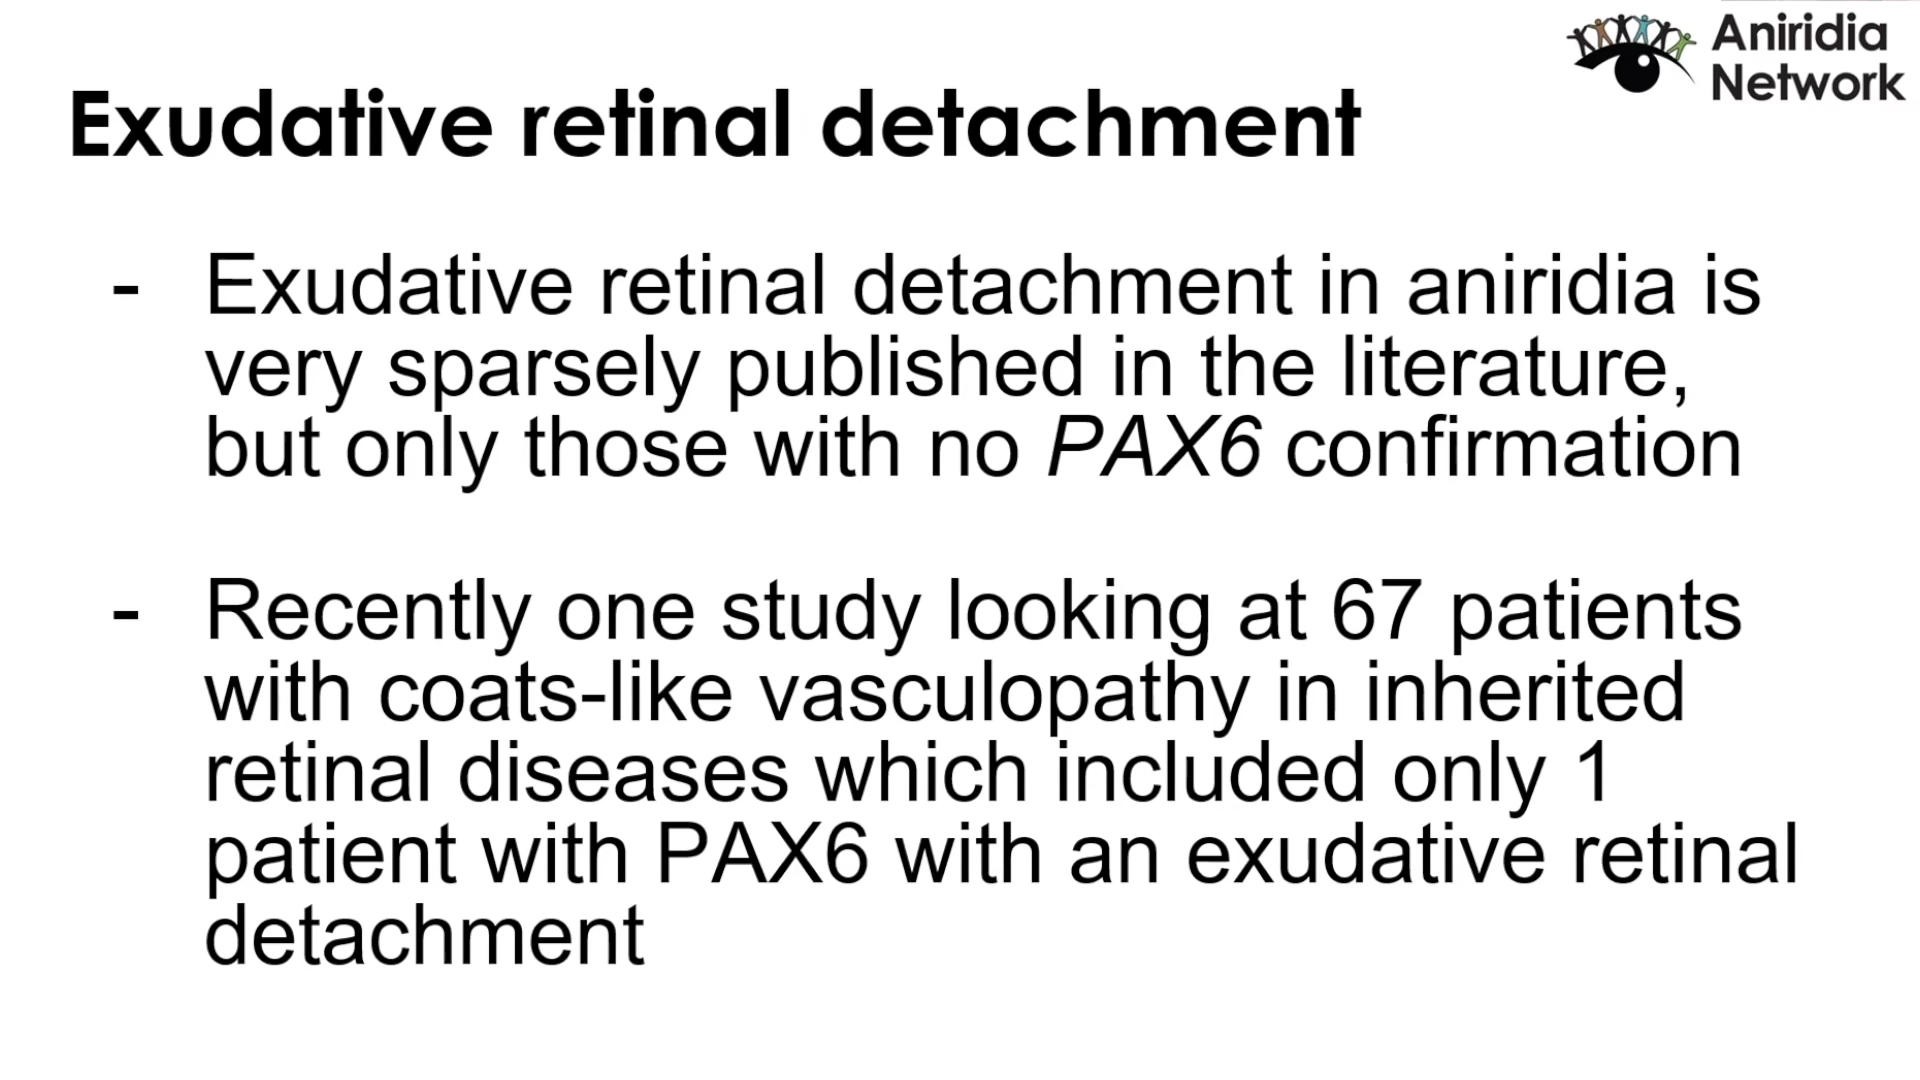 Aniridia
Network
Exudative retinal detachment
- Exudative retinal detachment in aniridia is
very sparsely published in the literature,
but only those with no PAX6 confirmation
- Recently one study looking at 67 patients
with coats-like vasculopathy in inherited
retinal diseases which included only 1
patient with PAX6 with an exudative retinal
detachment